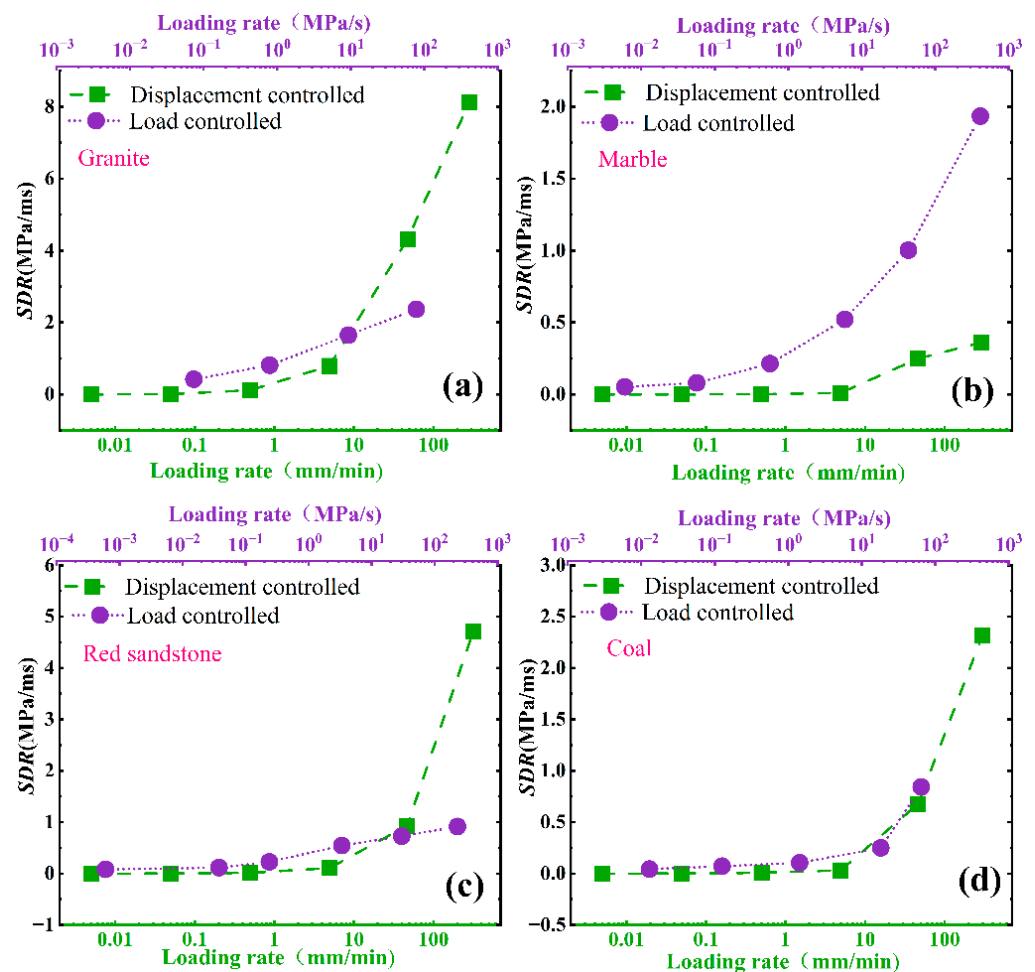 Loading rate（MPa/s）
10⁻³ 10⁻² 10⁻¹ 10⁰ 10¹ 10² 10³
Displacement controlled
Load controlled
Granite
SDR(MPa/ms)
8
6
4
2
0
(a)
0.01 0.1 1 10 100
Loading rate（mm/min）
Loading rate（MPa/s）
10⁻³ 10⁻² 10⁻¹ 10⁰ 10¹ 10² 10³
Displacement controlled
Load controlled
Marble
SDR(MPa/ms)
2.0
1.5
1.0
0.5
0.0
(b)
0.01 0.1 1 10 100
Loading rate（mm/min）
Loading rate（MPa/s）
10⁻⁴ 10⁻³ 10⁻² 10⁻¹ 10⁰ 10¹ 10² 10³
Displacement controlled
Load controlled
Red sandstone
SDR(MPa/ms)
6
5
4
3
2
1
0
−1
(c)
0.01 0.1 1 10 100
Loading rate（mm/min）
Loading rate（MPa/s）
10⁻³ 10⁻² 10⁻¹ 10⁰ 10¹ 10² 10³
Displacement controlled
Load controlled
Coal
SDR(MPa/ms)
3.0
2.5
2.0
1.5
1.0
0.5
0.0
−0.5
(d)
0.01 0.1 1 10 100
Loading rate（mm/min）